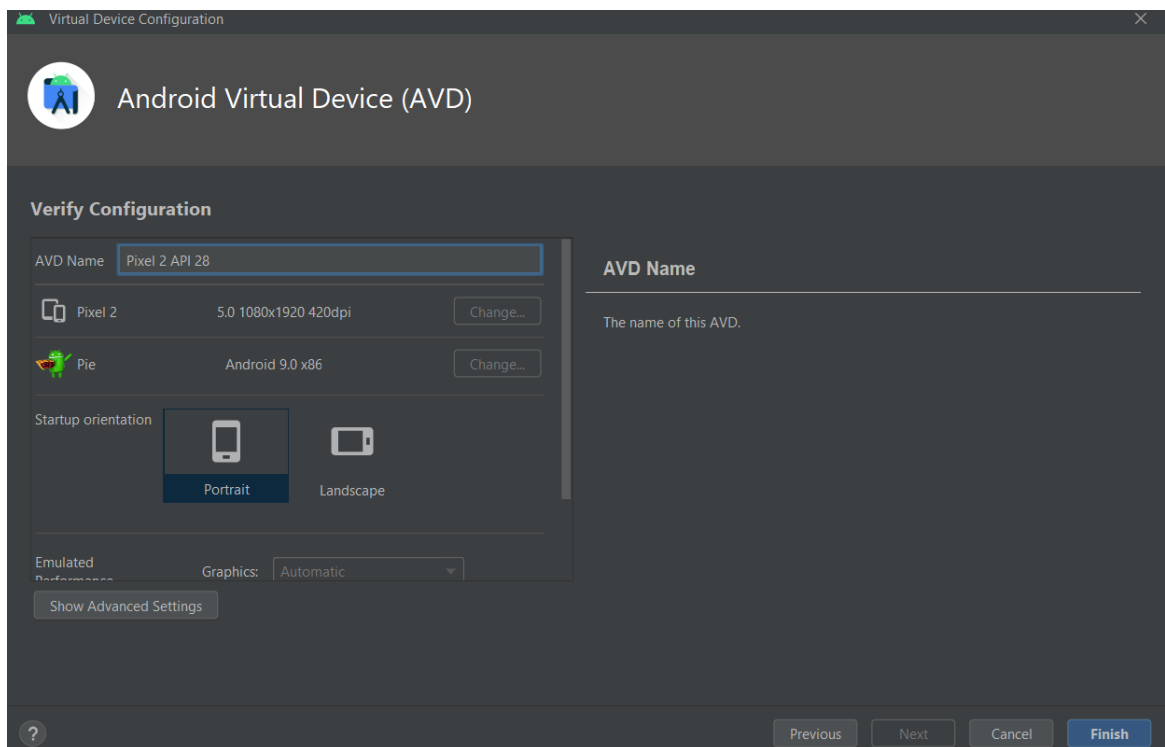 Virtual Device Configuration
Android Virtual Device (AVD)
Verify Configuration
AVD Name Pixel 2 API 28
Pixel 2 5.0 1080x1920 420dpi Change...
Pie Android 9.0 x86 Change...
Startup orientation
Portrait Landscape
Emulated
Performance
Graphics: Automatic
Show Advanced Settings
AVD Name
The name of this AVD.
? Previous Next Cancel Finish